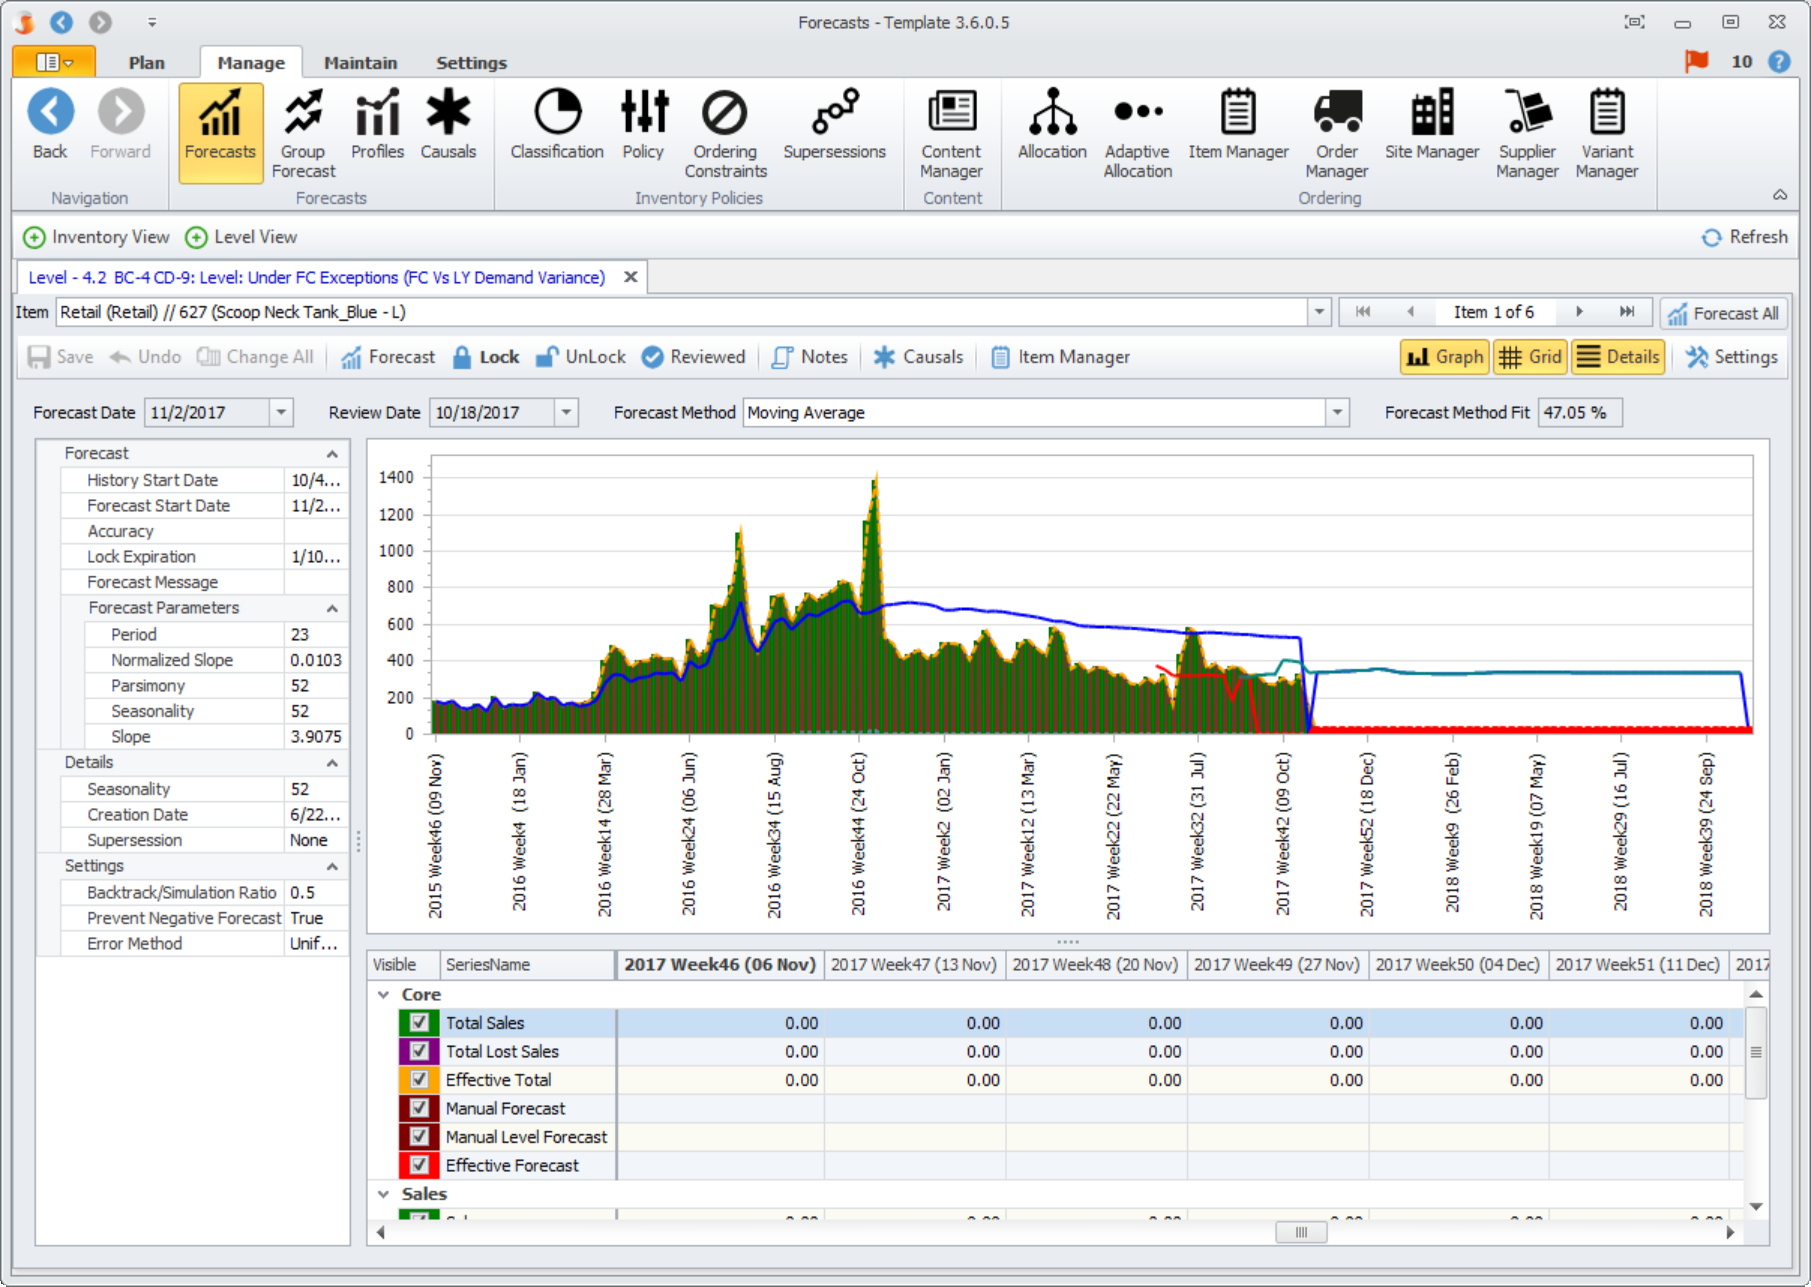 Forecasts - Template 3.6.0.5
Plan Manage Maintain Settings 10 ?
Back Forward Forecasts Group Forecast Profiles Causals Classification Policy Ordering Constraints Supersessions Content Manager Allocation Adaptive Allocation Item Manager Order Manager Site Manager Supplier Manager Variant Manager
Navigation Forecasts Inventory Policies Content Ordering
Inventory View Level View Refresh
Level - 4.2 BC-4 CD-9: Level: Under FC Exceptions (FC Vs LY Demand Variance)
Item Retail (Retail) // 627 (Scoop Neck Tank_Blue - L) Item 1 of 6 Forecast All
Save Undo Change All Forecast Lock UnLock Reviewed Notes Causals Item Manager Graph Grid Details Settings
Forecast Date 11/2/2017 Review Date 10/18/2017 Forecast Method Moving Average Forecast Method Fit 47.05 %
Forecast
History Start Date 10/4...
Forecast Start Date 11/2...
Accuracy
Lock Expiration 1/10...
Forecast Message
Forecast Parameters
Period 23
Normalized Slope 0.0103
Parsimony 52
Seasonality 52
Slope 3.9075
Details
Seasonality 52
Creation Date 6/22...
Supersession None
Settings
Backtrack/Simulation Ratio 0.5
Prevent Negative Forecast True
Error Method Unif...
1400
1200
1000
800
600
400
200
0
2015 Week46 (09 Nov)
2016 Week4 (18 Jan)
2016 Week14 (28 Mar)
2016 Week24 (06 Jun)
2016 Week34 (15 Aug)
2016 Week44 (24 Oct)
2017 Week2 (02 Jan)
2017 Week12 (13 Mar)
2017 Week22 (22 May)
2017 Week32 (31 Jul)
2017 Week42 (09 Oct)
2017 Week52 (18 Dec)
2018 Week9 (26 Feb)
2018 Week19 (07 May)
2018 Week29 (16 Jul)
2018 Week39 (24 Sep)
Visible SeriesName 2017 Week46 (06 Nov) 2017 Week47 (13 Nov) 2017 Week48 (20 Nov) 2017 Week49 (27 Nov) 2017 Week50 (04 Dec) 2017 Week51 (11 Dec) 2017
Core
Total Sales 0.00 0.00 0.00 0.00 0.00 0.00
Total Lost Sales 0.00 0.00 0.00 0.00 0.00 0.00
Effective Total 0.00 0.00 0.00 0.00 0.00 0.00
Manual Forecast
Manual Level Forecast
Effective Forecast
Sales